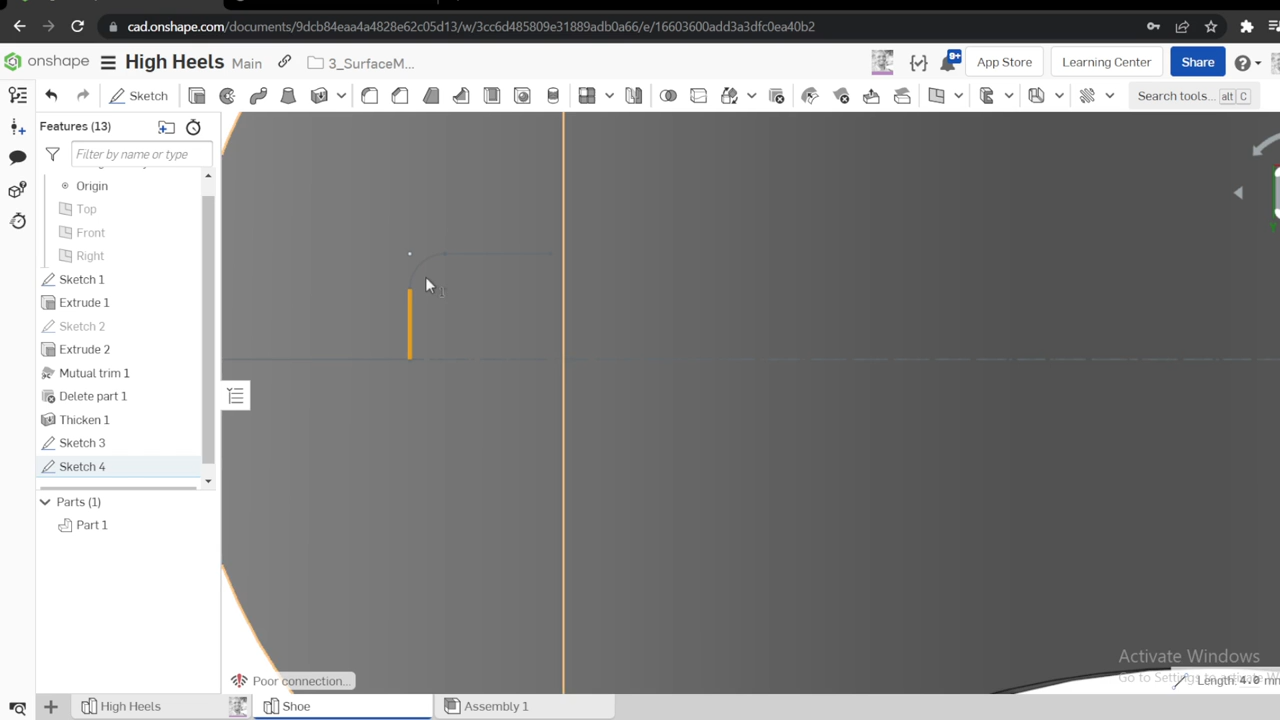 cad.onshape.com/documents/9dcb84eaa4a4828e62c05d13/w/3cc6d485809e31889adb0a66/e/16603600add3a3dfc0ea40b2
onshape High Heels Main 3_SurfaceM... 9+ App Store Learning Center Share
Sketch Search tools... alt C
Features (13)
Filter by name or type
Origin
Top
Front
Right
Sketch 1
Extrude 1
Sketch 2
Extrude 2
Mutual trim 1
Delete part 1
Thicken 1
Sketch 3
Sketch 4
Parts (1)
Part 1
Activate Windows
Poor connection...
High Heels Shoe Assembly 1